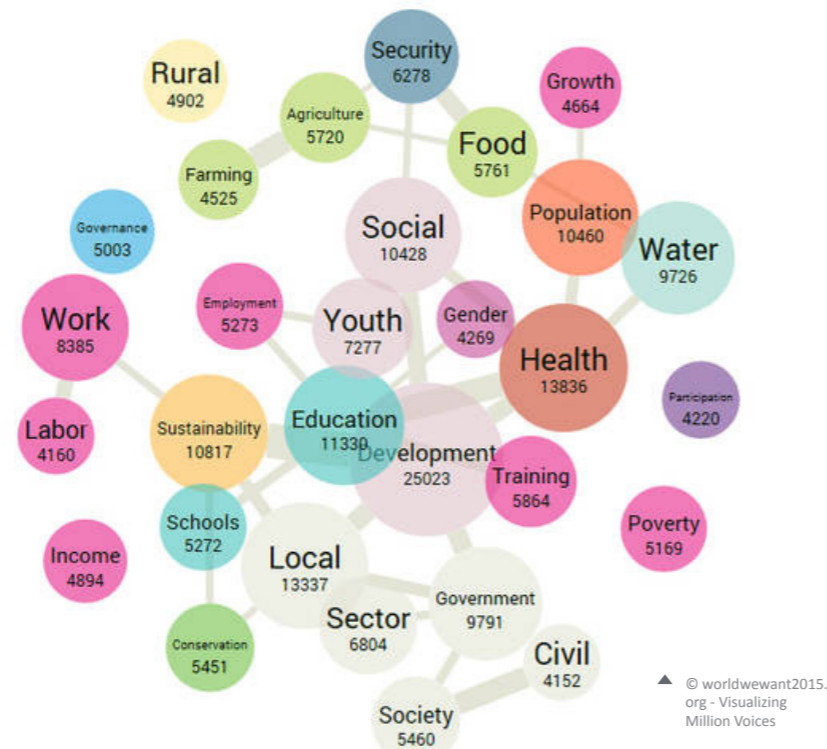 Security
6278
Rural
4902
Growth
4664
Agriculture
5720
Food
5761
Farming
4525
Population
10460
Social
10428
Governance
5003
Water
9726
Employment
5273
Youth
7277
Gender
4269
Work
8385
Health
13836
Participation
4220
Education
11330
Sustainability
10817
Labor
4160
Development
25023
Training
5864
Schools
5272
Poverty
5169
Income
4894
Local
13337
Government
9791
Sector
6804
Conservation
5451
Civil
4152
Society
5460
© worldwewant2015.
org - Visualizing
Million Voices